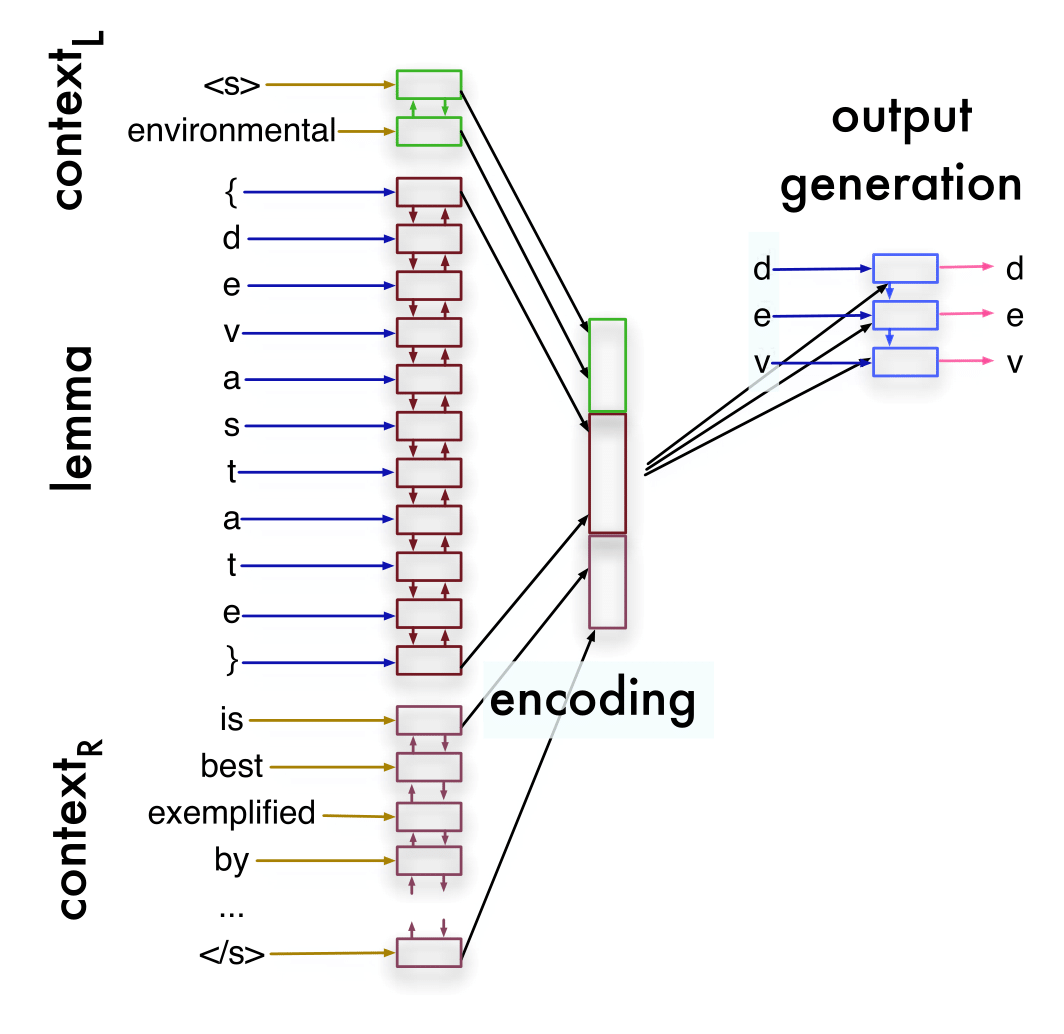 context_L
<s>
environmental
lemma
{
d
e
v
a
s
t
a
t
e
}
context_R
is
best
exemplified
by
...
</s>
encoding
output
generation
d d
e e
v v